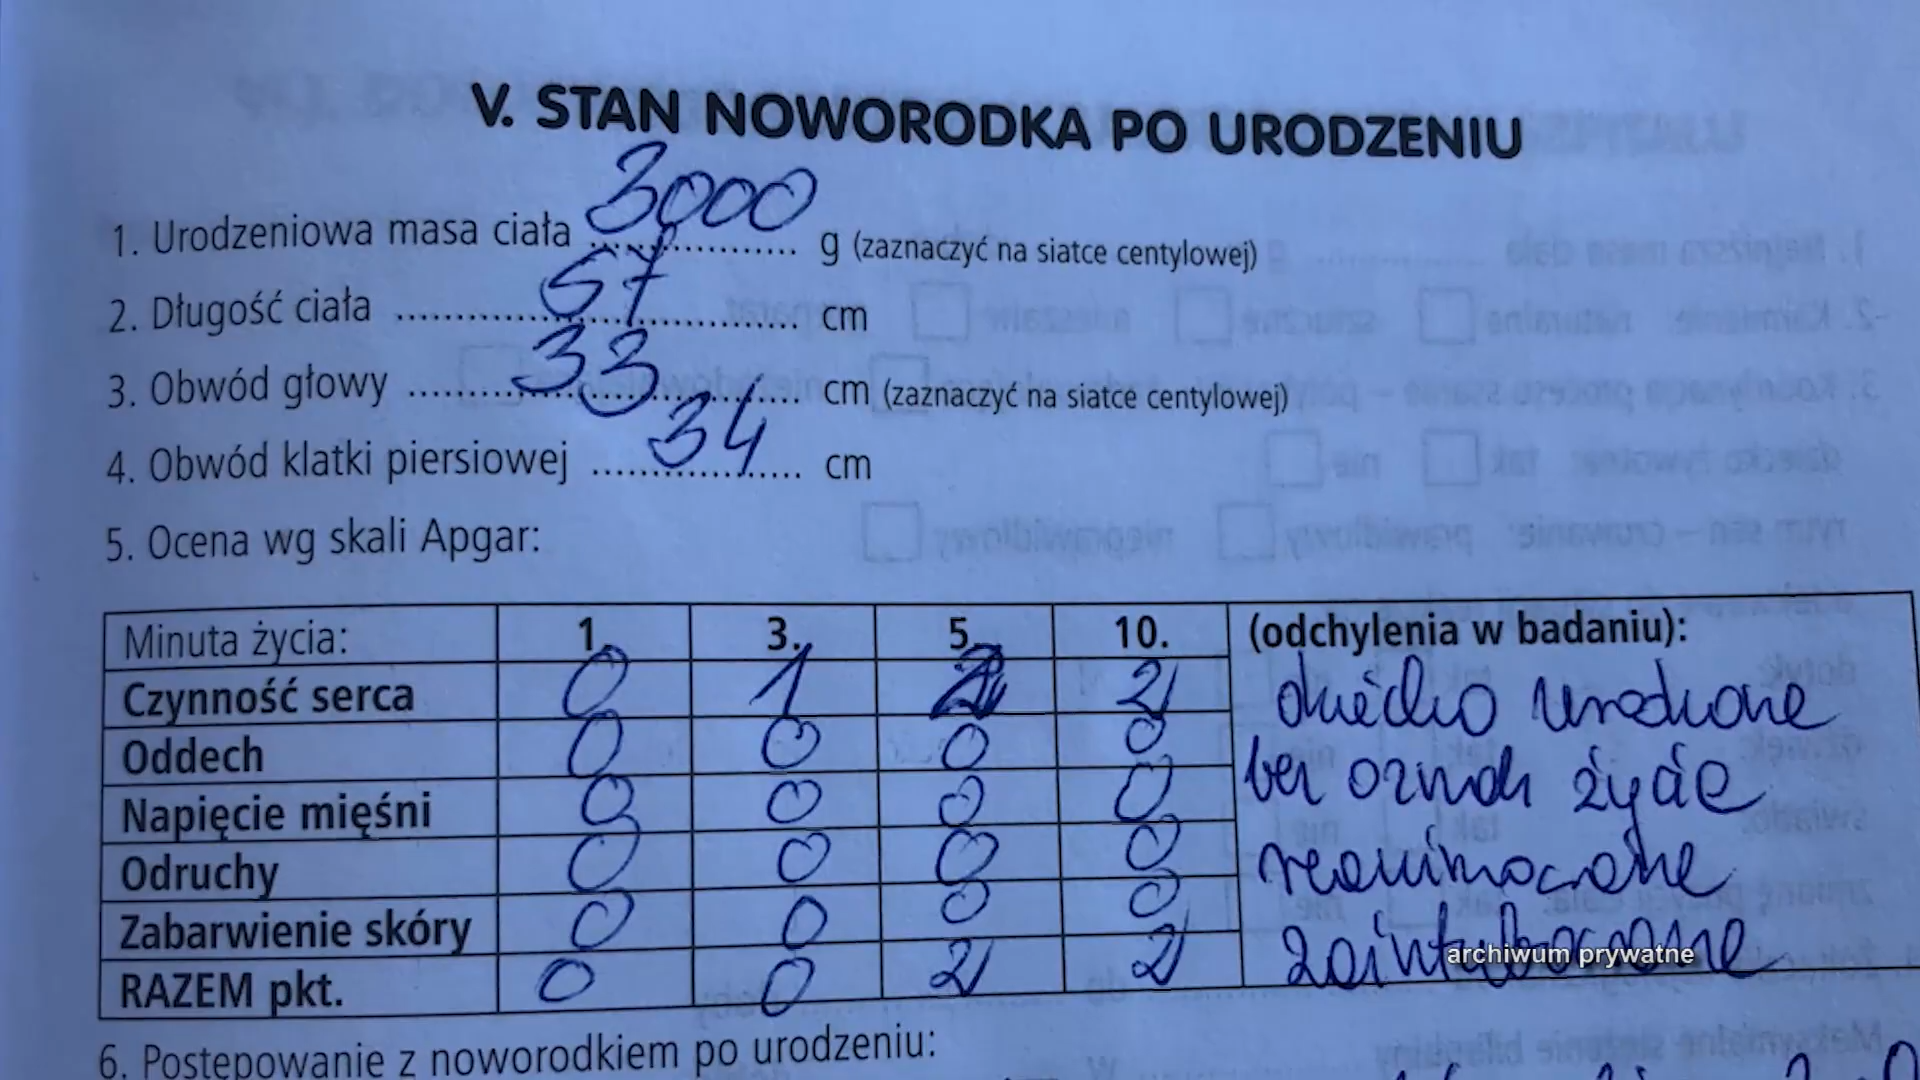 V. STAN NOWORODKA PO URODZENIU
1. Urodzeniowa masa ciała 3000 g (zaznaczyć na siatce centylowej)
2. Długość ciała 57 cm
3. Obwód głowy 33 cm (zaznaczyć na siatce centylowej)
4. Obwód klatki piersiowej 34 cm
5. Ocena wg skali Apgar:
Minuta życia: 1. 3. 5. 10. (odchylenia w badaniu):
Czynność serca 0 1 2 2 dziecko urodzone
Oddech 0 0 0 0 bez oznak życia
Napięcie mięśni 0 0 0 0
Odruchy 0 0 0 0 reanimowane
Zabarwienie skóry 0 0 0 0 zaintubowane
RAZEM pkt. 0 0 2 2
archiwum prywatne
6. Postępowanie z noworodkiem po urodzeniu: